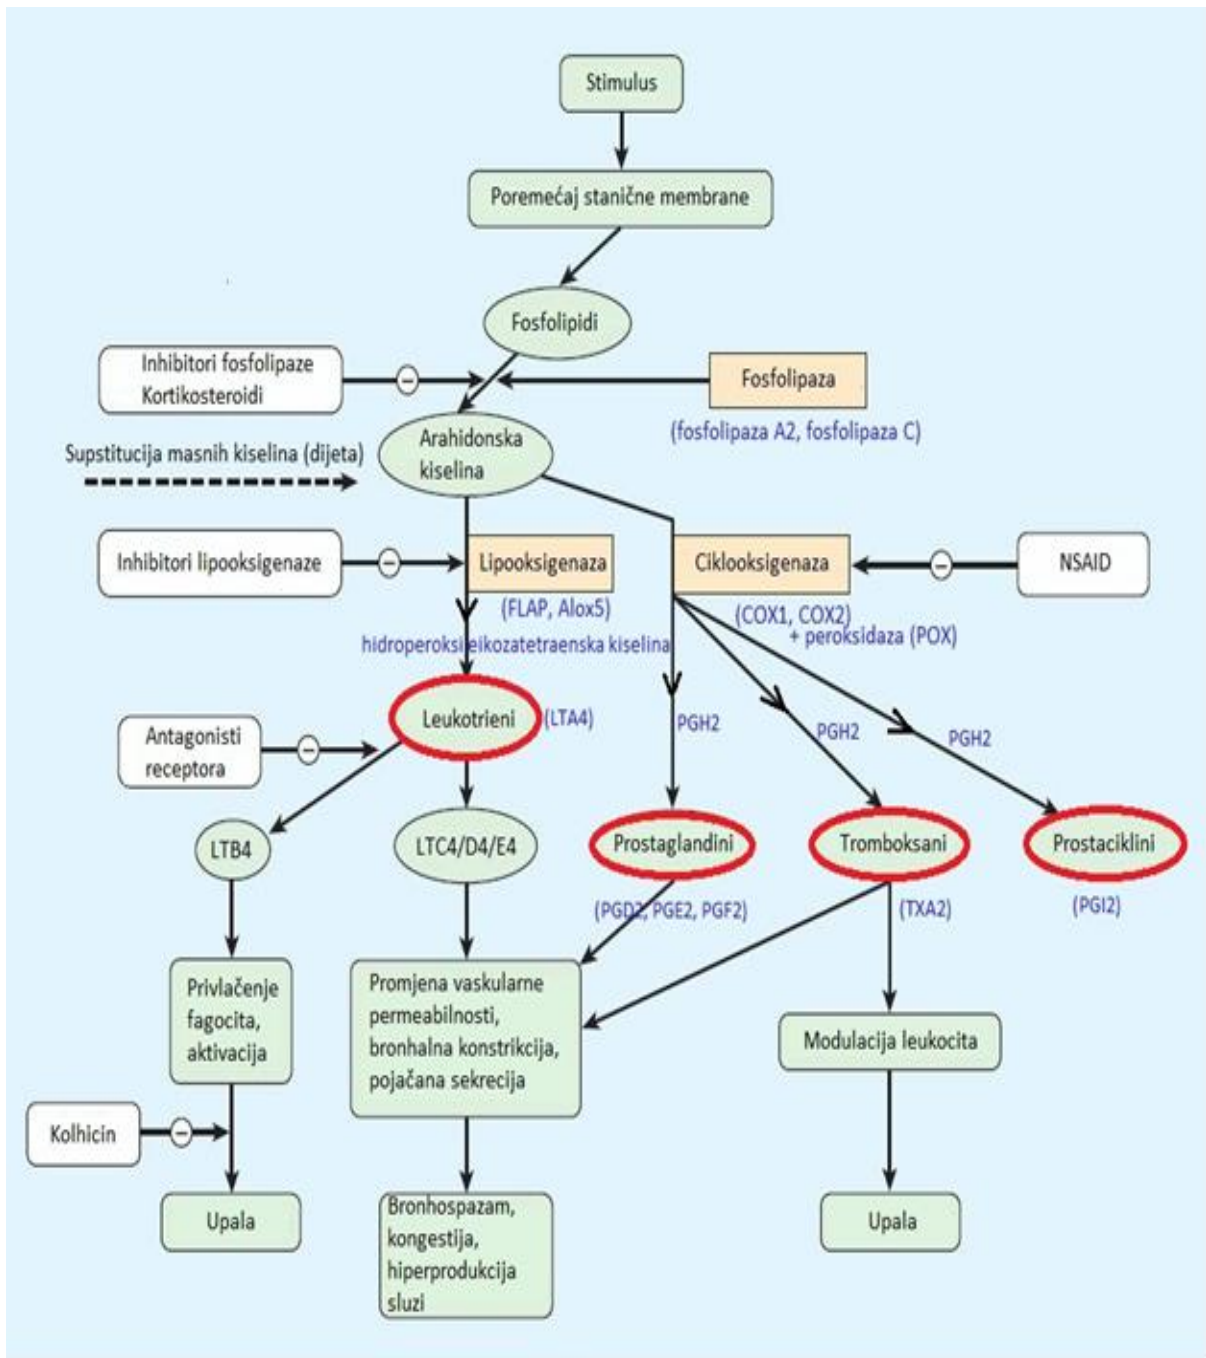 Stimulus
Poremećaj stanične membrane
Fosfolipidi
Inhibitori fosfolipaze
Kortikosteroidi
–
Fosfolipaza
(fosfolipaza A2, fosfolipaza C)
Arahidonska
kiselina
Supstitucija masnih kiselina (dijeta)
Inhibitori lipooksigenaze
–
Lipooksigenaza
(FLAP, Alox5)
Ciklooksigenaza
–
NSAID
(COX1, COX2)
+ peroksidaza (POX)
hidroperoksi eikozatetraenska kiselina
Leukotrieni
(LTA4)
PGH2
PGH2
PGH2
Antagonisti
receptora
–
LTB4
LTC4/D4/E4
Prostaglandini
Tromboksani
Prostaciklini
(PGD2, PGE2, PGF2)
(TXA2)
(PGI2)
Privlačenje
fagocita,
aktivacija
Promjena vaskularne
permeabilnosti,
bronhalna konstrikcija,
pojačana sekrecija
Modulacija leukocita
Kolhicin
–
Upala
Bronhospazam,
kongestija,
hiperprodukcija
sluzi
Upala